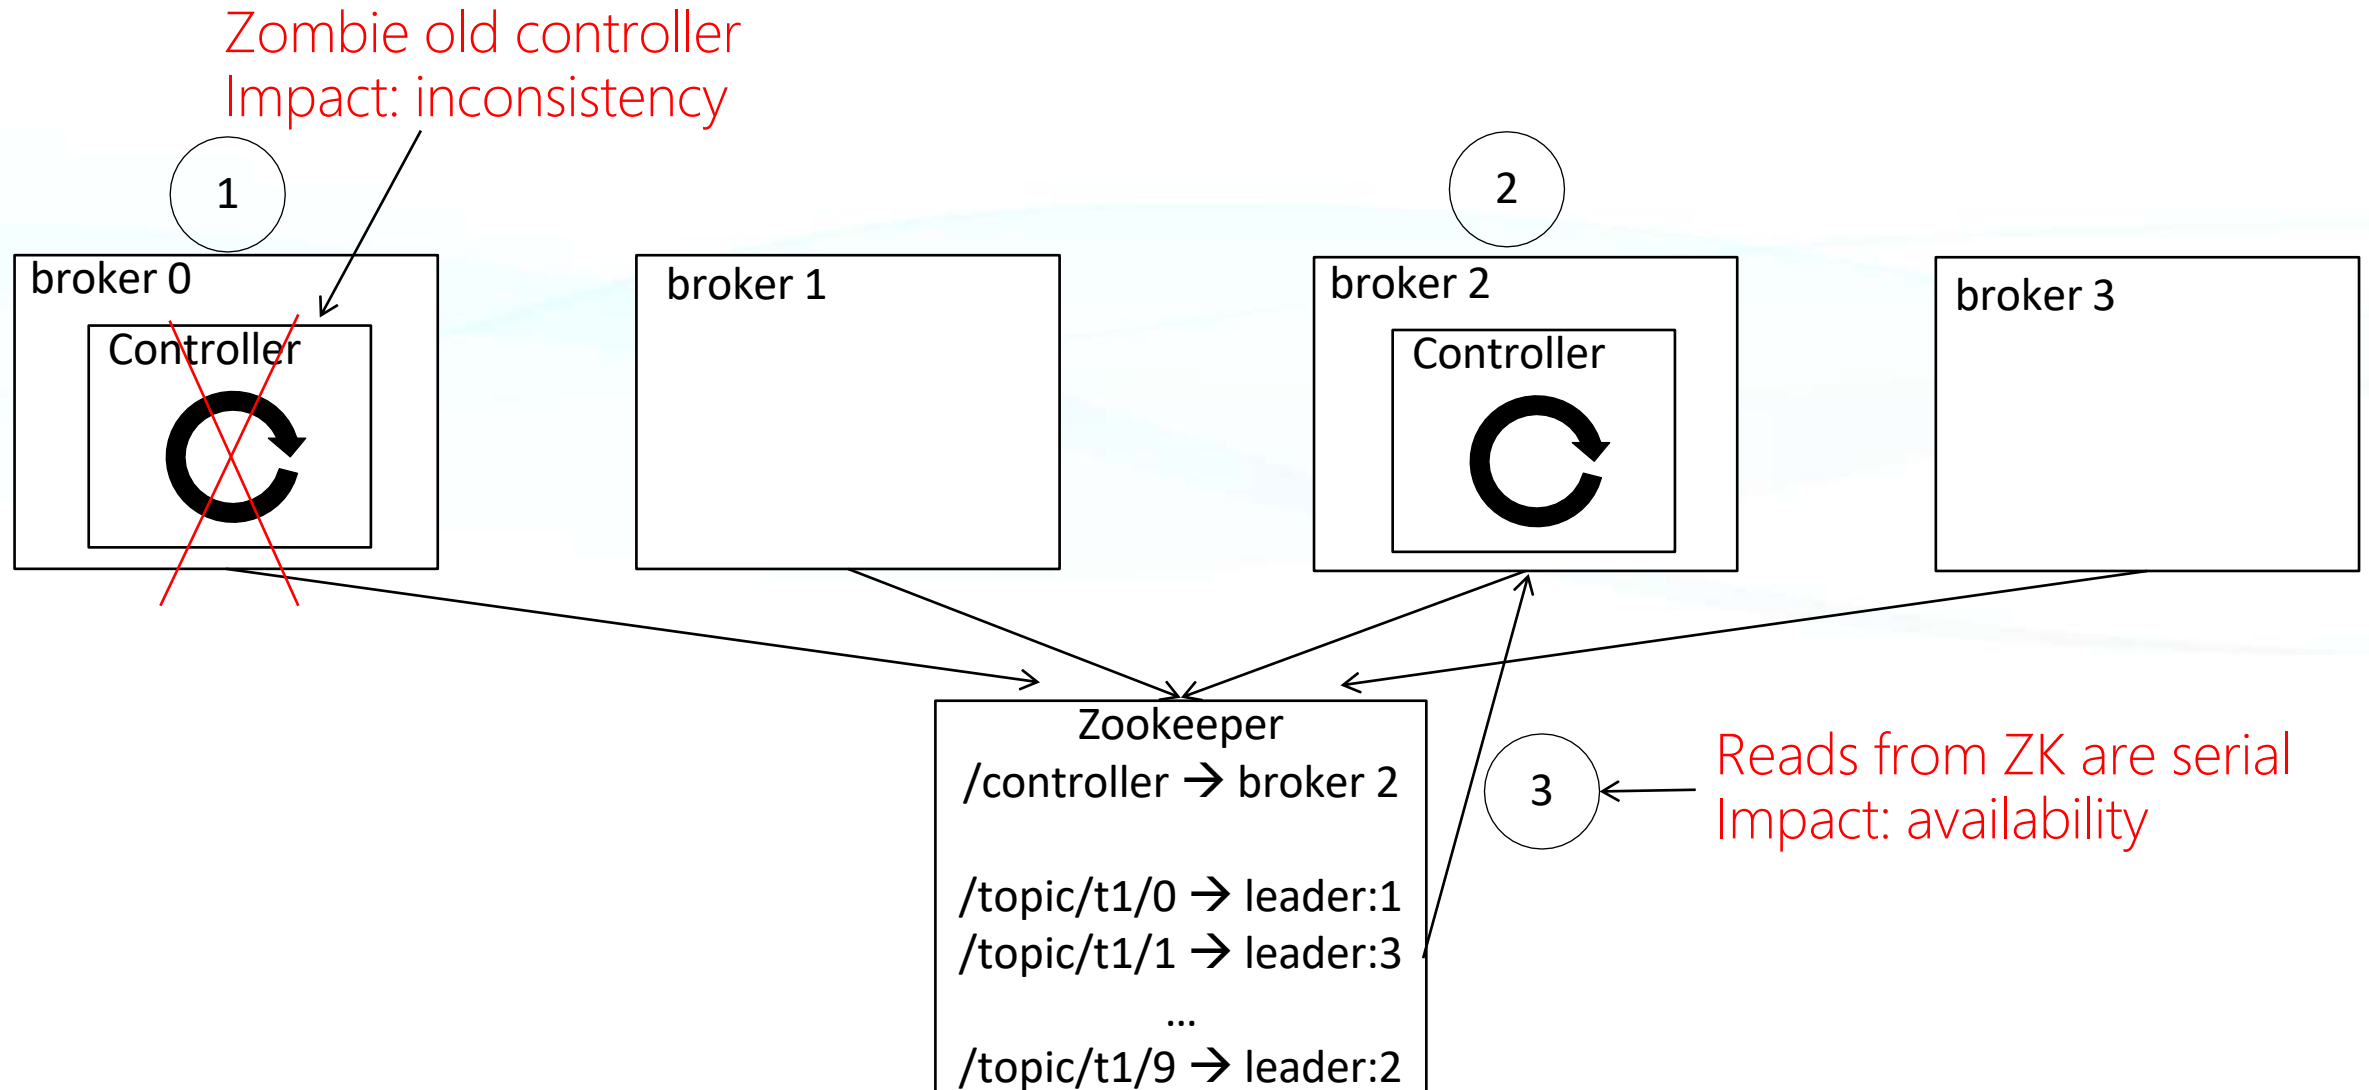 Zombie old controller
Impact: inconsistency
1
2
broker 0
broker 1
broker 2
broker 3
Controller
Controller
Zookeeper
/controller → broker 2
3
Reads from ZK are serial
Impact: availability
/topic/t1/0 → leader:1
/topic/t1/1 → leader:3
...
/topic/t1/9 → leader:2